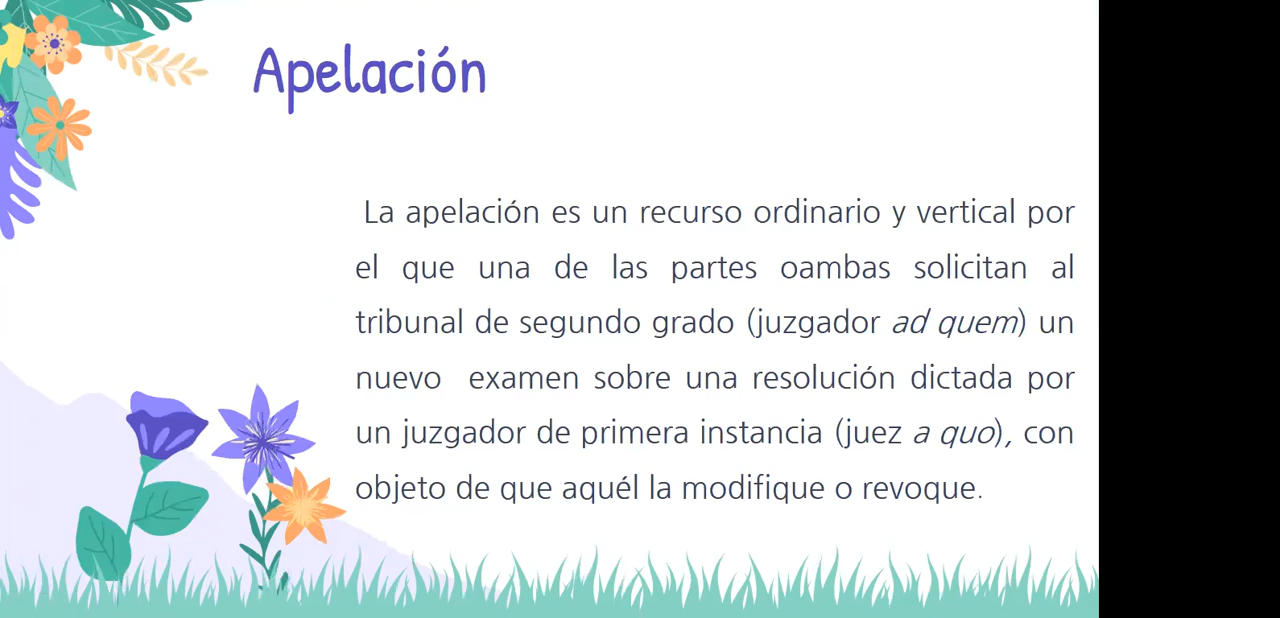 Apelación
La apelación es un recurso ordinario y vertical por
el que una de las partes oambas solicitan al
tribunal de segundo grado (juzgador ad quem) un
nuevo examen sobre una resolución dictada por
un juzgador de primera instancia (juez a quo), con
objeto de que aquél la modifique o revoque.